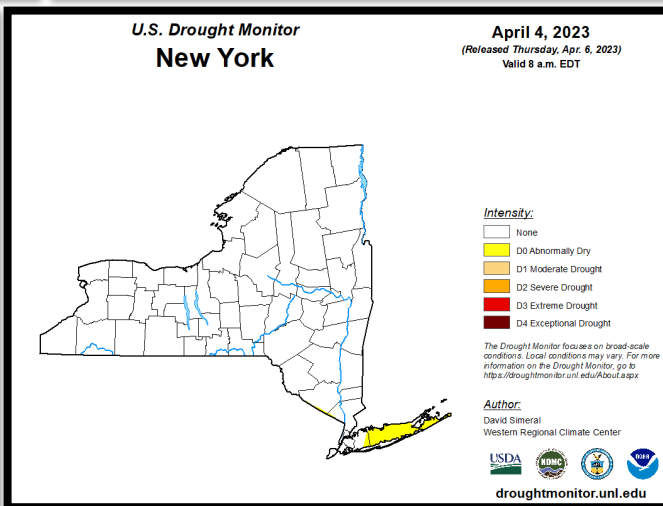 U.S. Drought Monitor
New York
April 4, 2023
(Released Thursday, Apr. 6, 2023)
Valid 8 a.m. EDT
Intensity:
None
D0 Abnormally Dry
D1 Moderate Drought
D2 Severe Drought
D3 Extreme Drought
D4 Exceptional Drought
The Drought Monitor focuses on broad-scale
conditions. Local conditions may vary. For more
information on the Drought Monitor, go to
https://droughtmonitor.unl.edu/About.aspx
Author:
David Simeral
Western Regional Climate Center
USDA
NDMC
NOAA
droughtmonitor.unl.edu